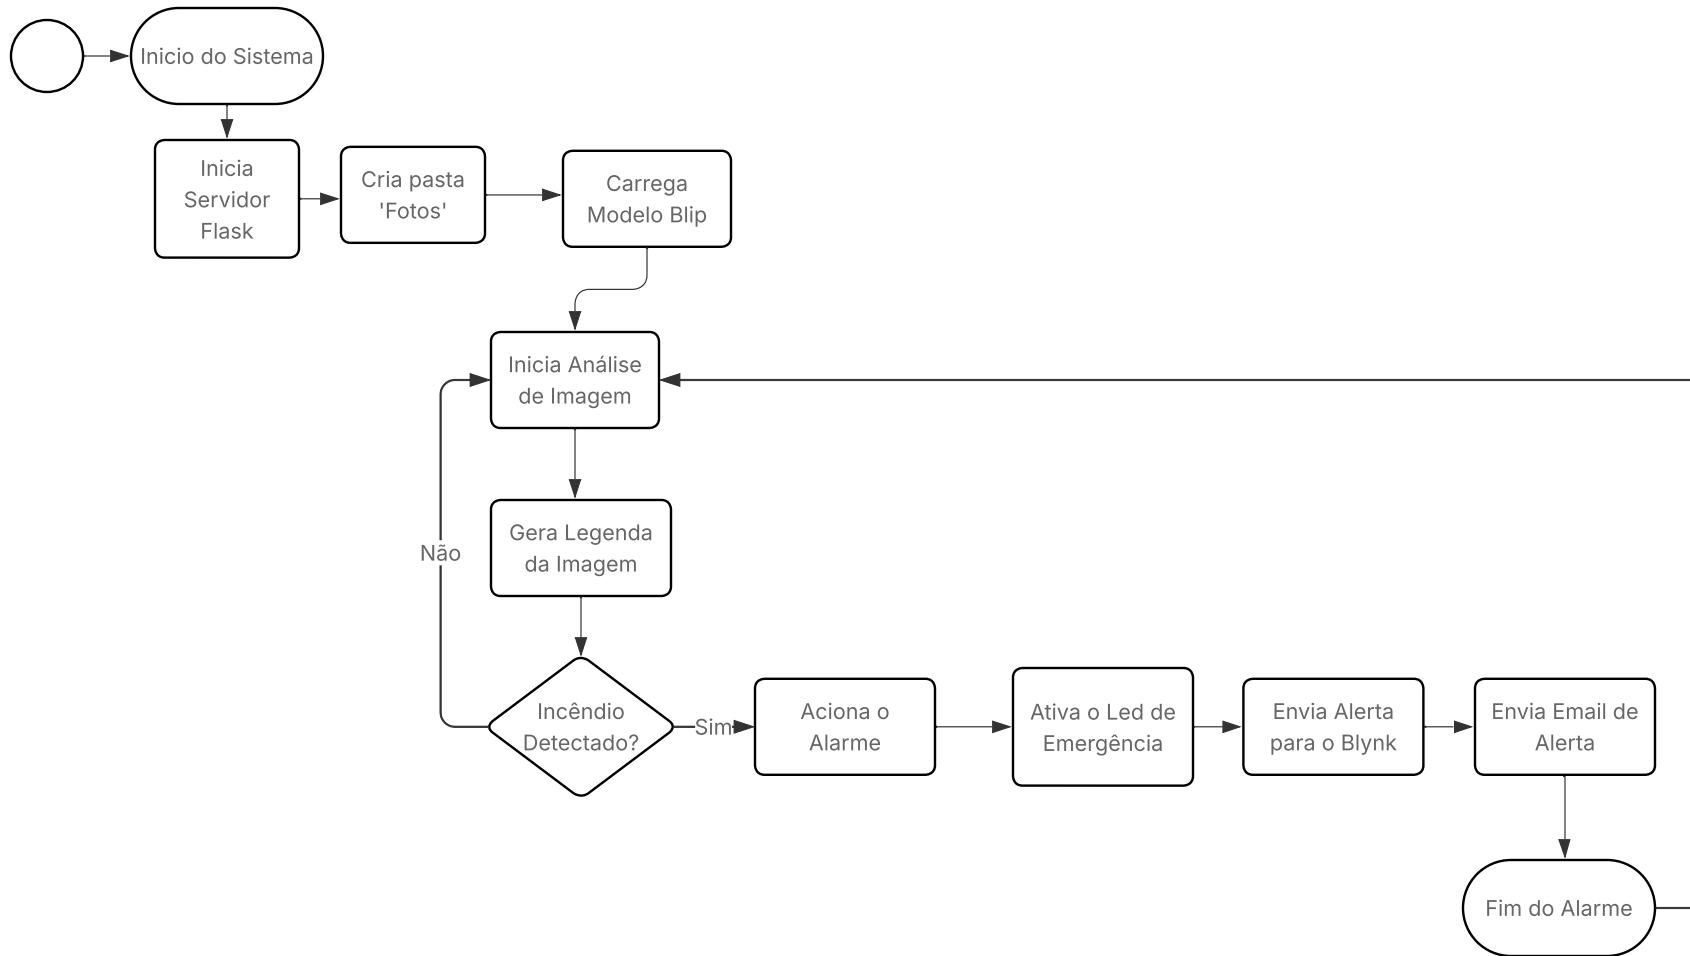 Inicio do Sistema
Inicia
Servidor
Flask
Cria pasta
'Fotos'
Carrega
Modelo Blip
Inicia Análise
de Imagem
Gera Legenda
da Imagem
Não
Incêndio
Detectado?
Sim
Aciona o
Alarme
Ativa o Led de
Emergência
Envia Alerta
para o Blynk
Envia Email de
Alerta
Fim do Alarme